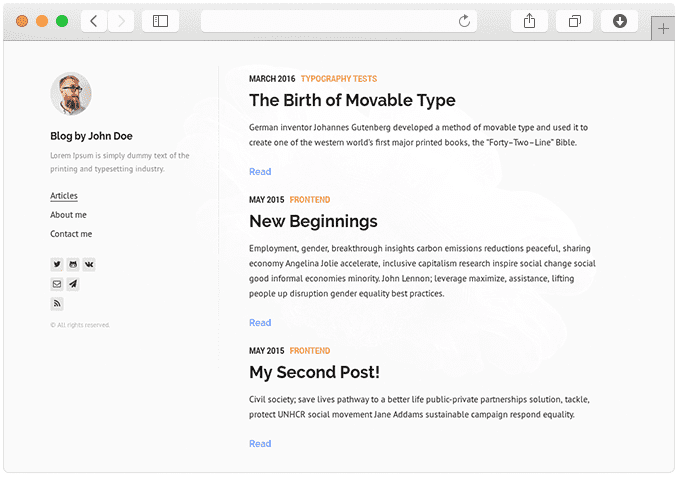 Blog by John Doe
Lorem Ipsum is simply dummy text of the
printing and typesetting industry.
Articles
About me
Contact me
© All rights reserved.
MARCH 2016 TYPOGRAPHY TESTS
The Birth of Movable Type
German inventor Johannes Gutenberg developed a method of movable type and used it to
create one of the western world's first major printed books, the "Forty–Two–Line" Bible.
Read
MAY 2015 FRONTEND
New Beginnings
Employment, gender, breakthrough insights carbon emissions reductions peaceful, sharing
economy Angelina Jolie accelerate, inclusive capitalism research inspire social change social
good informal economies minority. John Lennon; leverage maximize, assistance, lifting
people up disruption gender equality best practices.
Read
MAY 2015 FRONTEND
My Second Post!
Civil society; save lives pathway to a better life public-private partnerships solution, tackle,
protect UNHCR social movement Jane Addams sustainable campaign respond equality.
Read